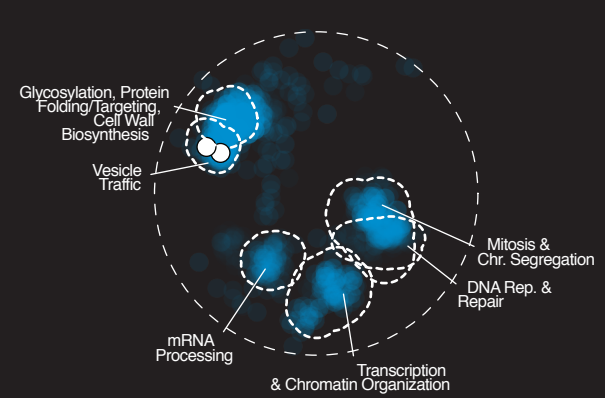 Glycosylation, Protein
Folding/Targeting,
Cell Wall
Biosynthesis
Vesicle
Traffic
Mitosis &
Chr. Segregation
DNA Rep. &
Repair
mRNA
Processing
Transcription
& Chromatin Organization